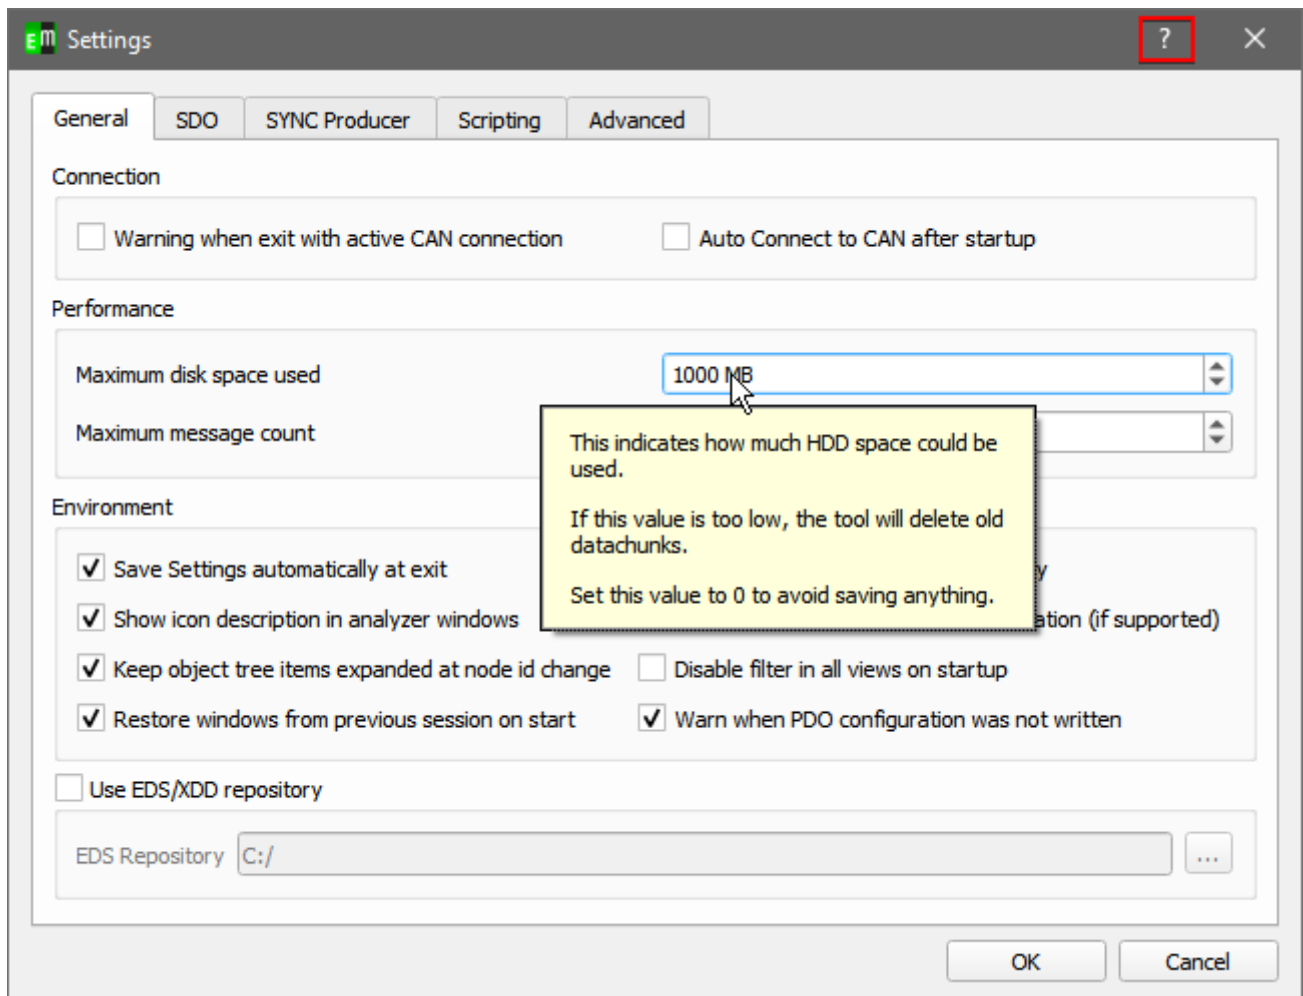 Em Settings ?
General SDO SYNC Producer Scripting Advanced
Connection
Warning when exit with active CAN connection Auto Connect to CAN after startup
Performance
Maximum disk space used 1000 MB
Maximum message count
This indicates how much HDD space could be
used.
If this value is too low, the tool will delete old
datachunks.
Set this value to 0 to avoid saving anything.
Environment
Save Settings automatically at exit
Show icon description in analyzer windows (if supported)
Keep object tree items expanded at node id change Disable filter in all views on startup
Restore windows from previous session on start Warn when PDO configuration was not written
Use EDS/XDD repository
EDS Repository C:/ ...
OK Cancel